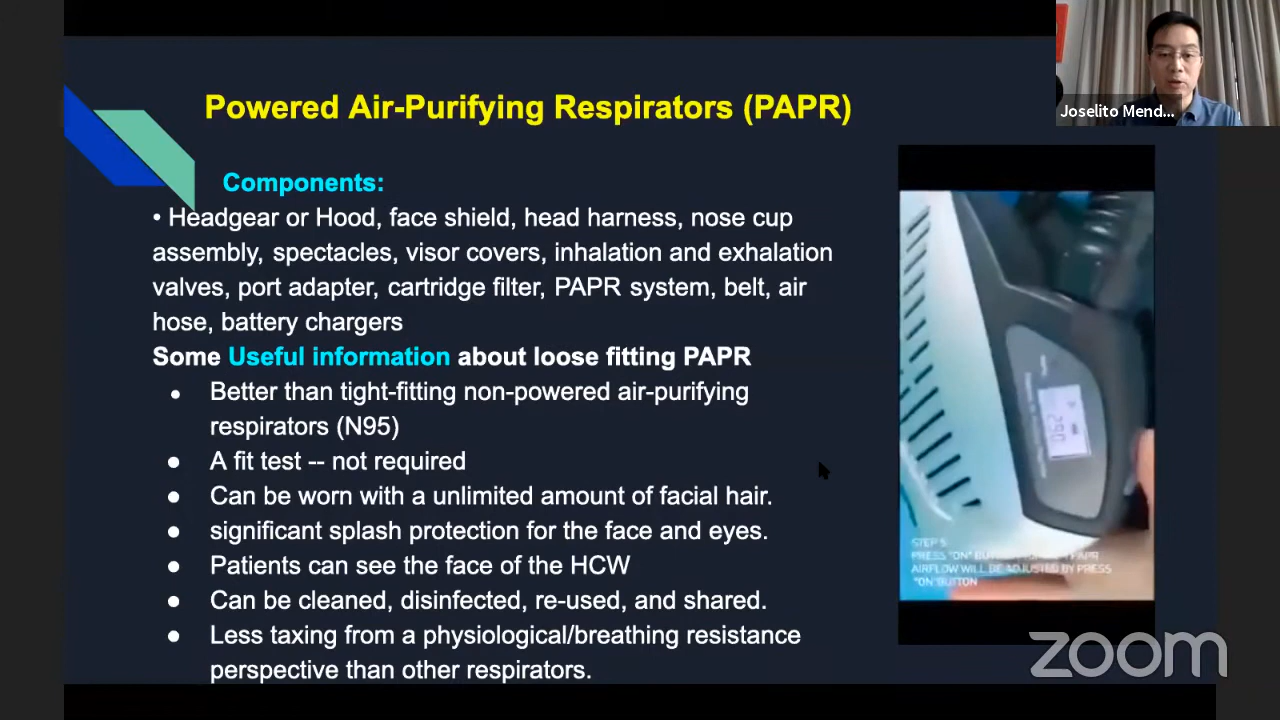 Powered Air-Purifying Respirators (PAPR)
Joselito Mend...
Components:
• Headgear or Hood, face shield, head harness, nose cup
assembly, spectacles, visor covers, inhalation and exhalation
valves, port adapter, cartridge filter, PAPR system, belt, air
hose, battery chargers
Some Useful information about loose fitting PAPR
● Better than tight-fitting non-powered air-purifying
respirators (N95)
● A fit test -- not required
● Can be worn with a unlimited amount of facial hair.
● significant splash protection for the face and eyes.
● Patients can see the face of the HCW
● Can be cleaned, disinfected, re-used, and shared.
● Less taxing from a physiological/breathing resistance
perspective than other respirators.
STEP 5
PRESS "ON" PAPR
AIRFLOW WILL BE ADJUSTED BY PRESS
"ON"BUTTON
zoom